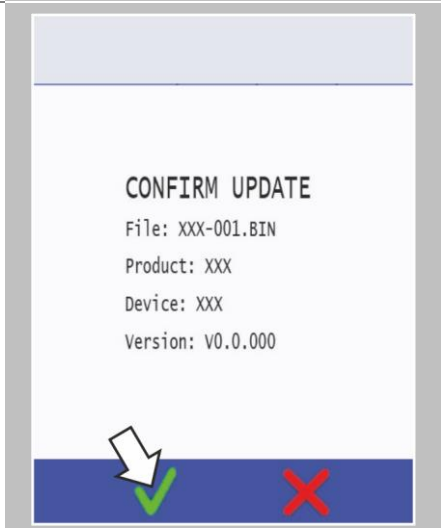 CONFIRM UPDATE
File: XXX-001.BIN
Product: XXX
Device: XXX
Version: V0.0.000